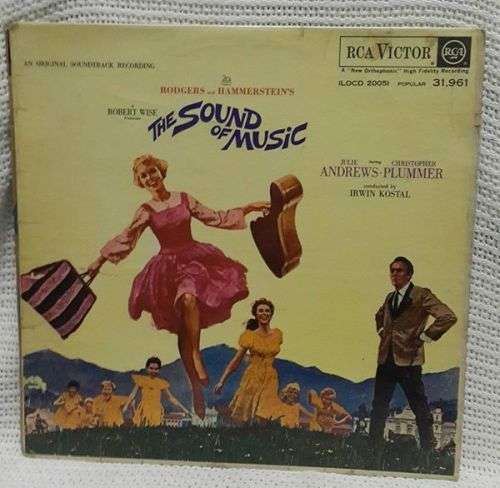 AN ORIGINAL SOUNDTRACK RECORDING
RCA VICTOR
RCA
A "New Orthophonic" High Fidelity Recording
(LOCD 2005) POPULAR 31,961
RODGERS and HAMMERSTEIN'S
ROBERT WISE
THE SOUND
OF MUSIC
JULIE CHRISTOPHER
ANDREWS·PLUMMER
conducted by
IRWIN KOSTAL